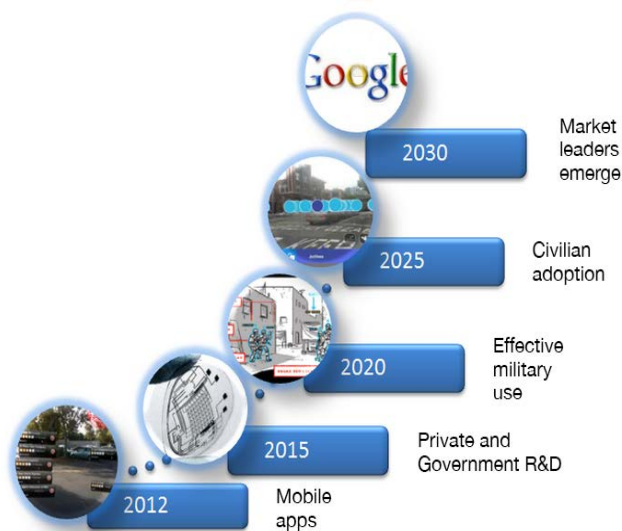 Google
2030
Market
leaders
emerge
2025
Civilian
adoption
2020
Effective
military
use
2015
Private and
Government R&D
2012
Mobile
apps